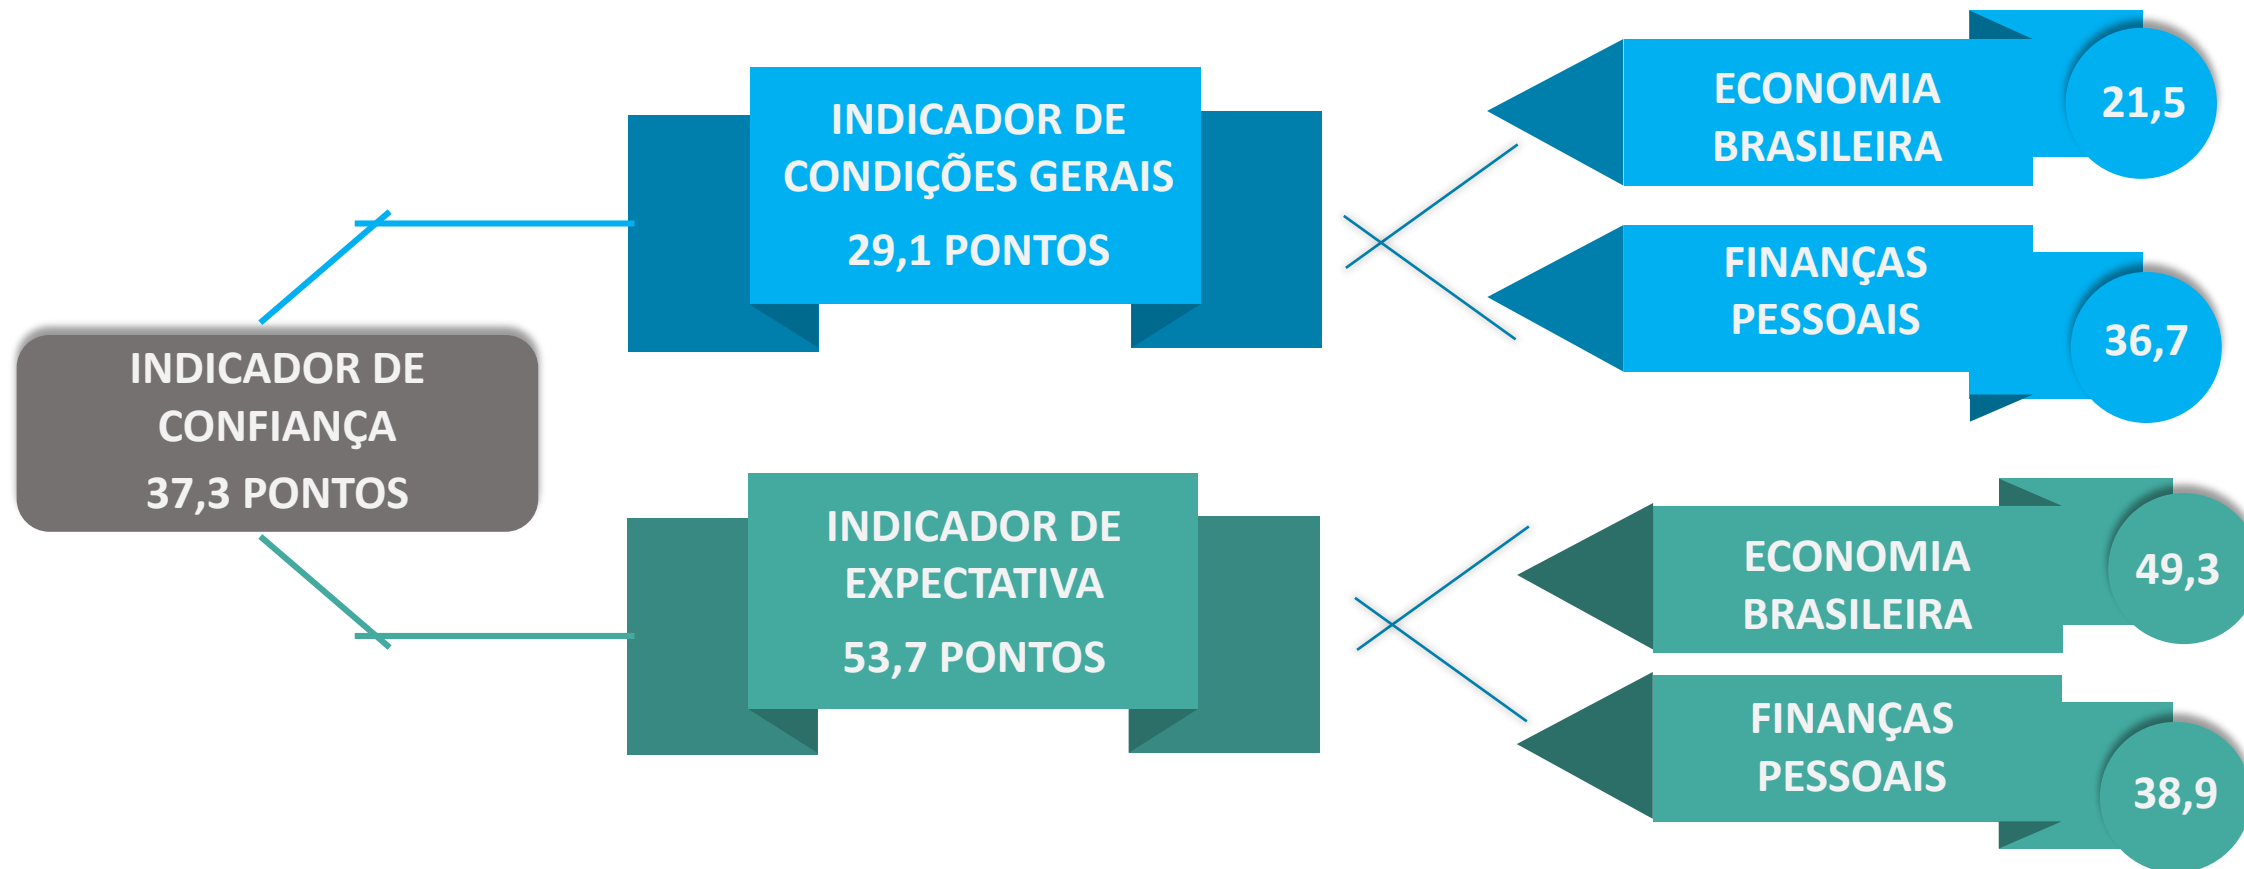 INDICADOR DE
CONFIANÇA
37,3 PONTOS
INDICADOR DE
CONDIÇÕES GERAIS
29,1 PONTOS
ECONOMIA
BRASILEIRA
21,5
FINANÇAS
PESSOAIS
36,7
INDICADOR DE
EXPECTATIVA
53,7 PONTOS
ECONOMIA
BRASILEIRA
49,3
FINANÇAS
PESSOAIS
38,9